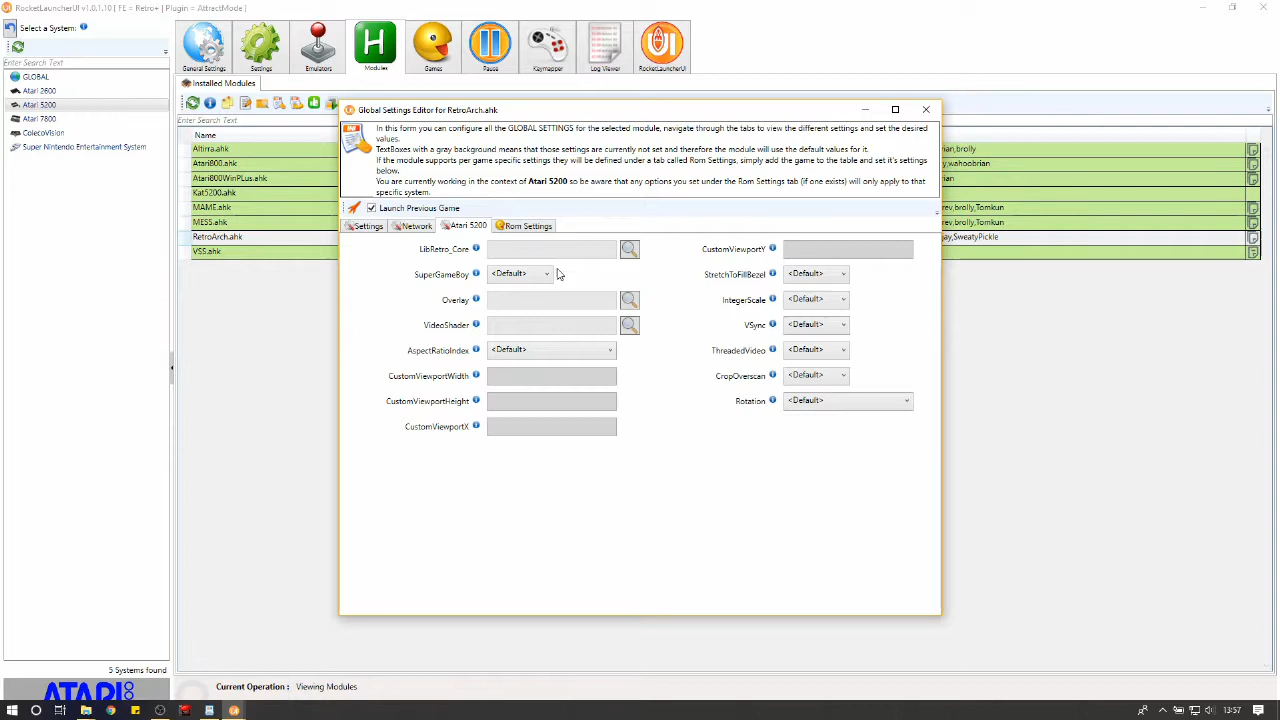 RocketLauncherUI v1.0.1.10 | FE = Retro+ | Plugin = AttractMode
Select a System:
Enter Search Text
GLOBAL
Atari 2600
Atari 5200
Atari 7800
ColecoVision
Super Nintendo Entertainment System
5 Systems found
ATARI
General Settings
Settings
Emulators
H
Modules
Games
Pause
Keymapper
Log Viewer
UI
RocketLauncherUI
Installed Modules
Enter Search Text
Name
Altirra.ahk
brolly
Atari800.ahk
wahoobrian
Atari800WinPLus.ahk
Kat5200.ahk
MAME.ahk
brolly,Tomkun
MESS.ahk
brolly,Tomkun
RetroArch.ahk
SweatyPickle
VSS.ahk
Global Settings Editor for RetroArch.ahk
In this form you can configure all the GLOBAL SETTINGS for the selected module, navigate through the tabs to view the different settings and set the desired
values.
TextBoxes with a gray background means that those settings are currently not set and therefore the module will use the default values for it.
If the module supports per game specific settings they will be defined under a tab called Rom Settings, simply add the game to the table and set it's settings
below.
You are currently working in the context of Atari 5200 so be aware that any options you set under the Rom Settings tab (if one exists) will only apply to that
specific system.
Launch Previous Game
Settings
Network
Atari 5200
Rom Settings
LibRetro_Core
SuperGameBoy
<Default>
Overlay
VideoShader
AspectRatioIndex
<Default>
CustomViewportWidth
CustomViewportHeight
CustomViewportX
CustomViewportY
StretchToFillBezel
<Default>
IntegerScale
<Default>
VSync
<Default>
ThreadedVideo
<Default>
CropOverscan
<Default>
Rotation
<Default>
Current Operation : Viewing Modules
13:57